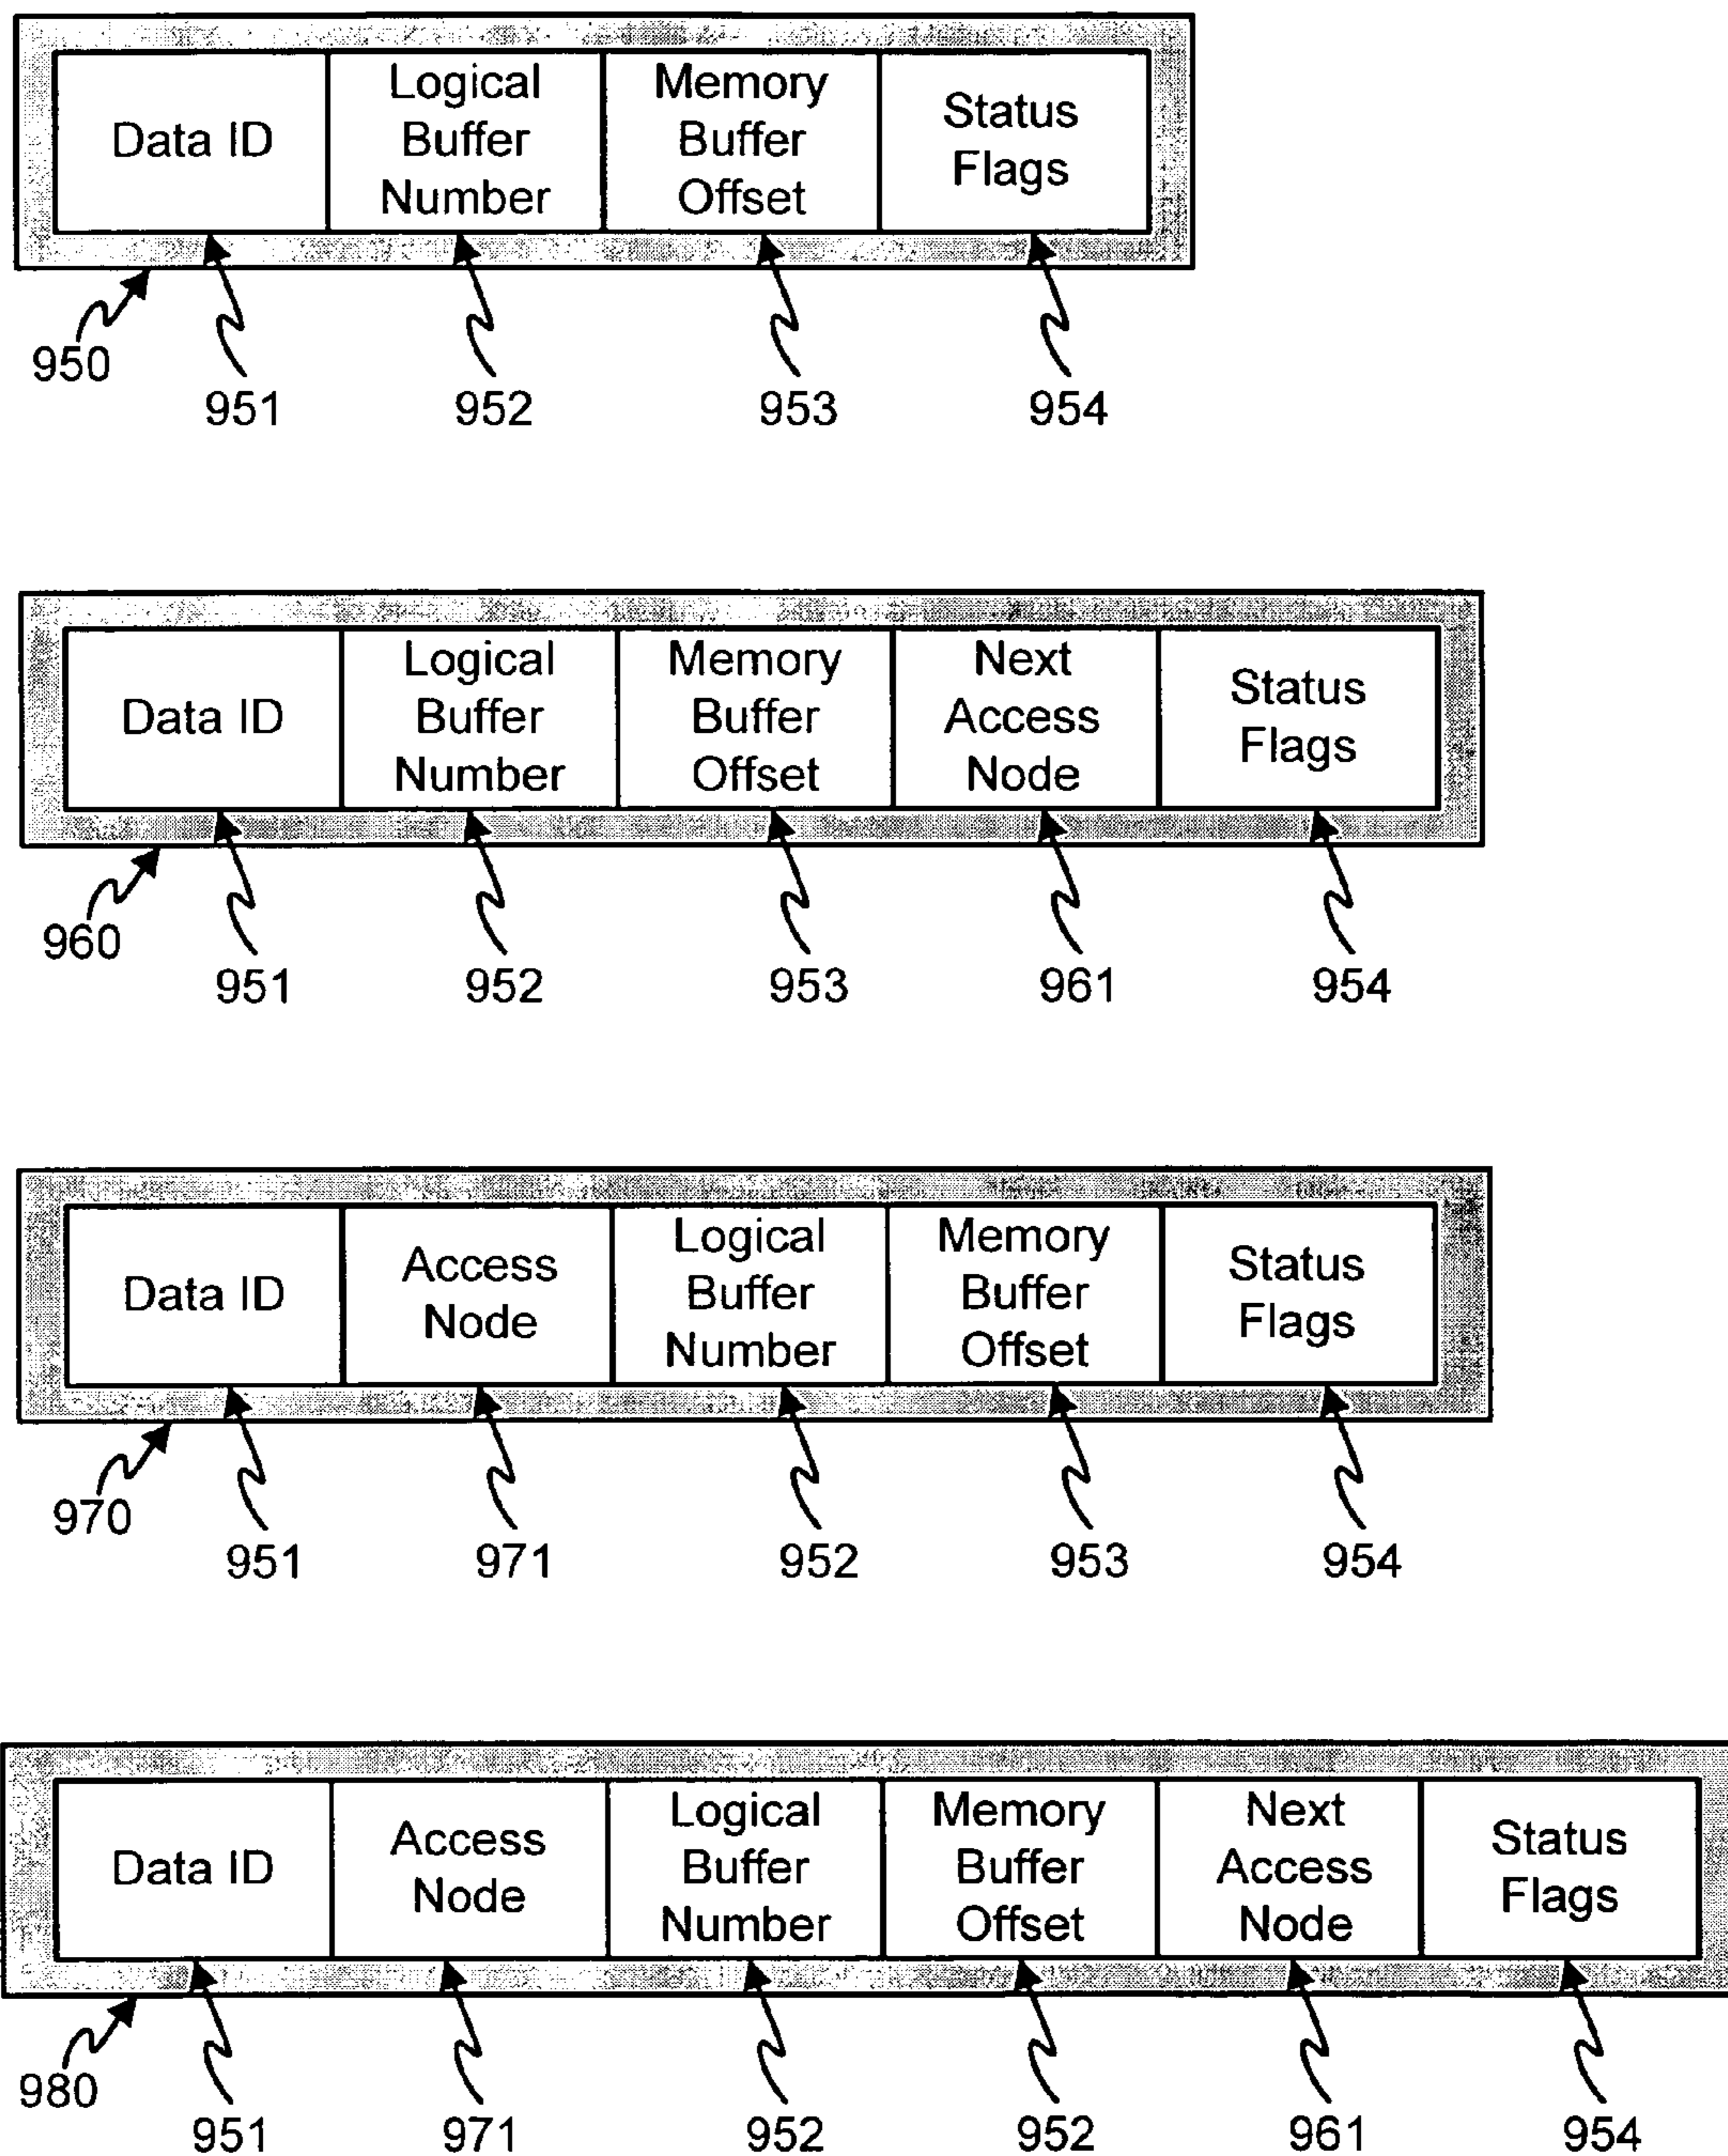 Data ID
Logical
Buffer
Number
Memory
Buffer
Offset
Status
Flags
950
951
952
953
954
Data ID
Logical
Buffer
Number
Memory
Buffer
Offset
Next
Access
Node
Status
Flags
960
951
952
953
961
954
Data ID
Access
Node
Logical
Buffer
Number
Memory
Buffer
Offset
Status
Flags
970
951
971
952
953
954
Data ID
Access
Node
Logical
Buffer
Number
Memory
Buffer
Offset
Next
Access
Node
Status
Flags
980
951
971
952
952
961
954